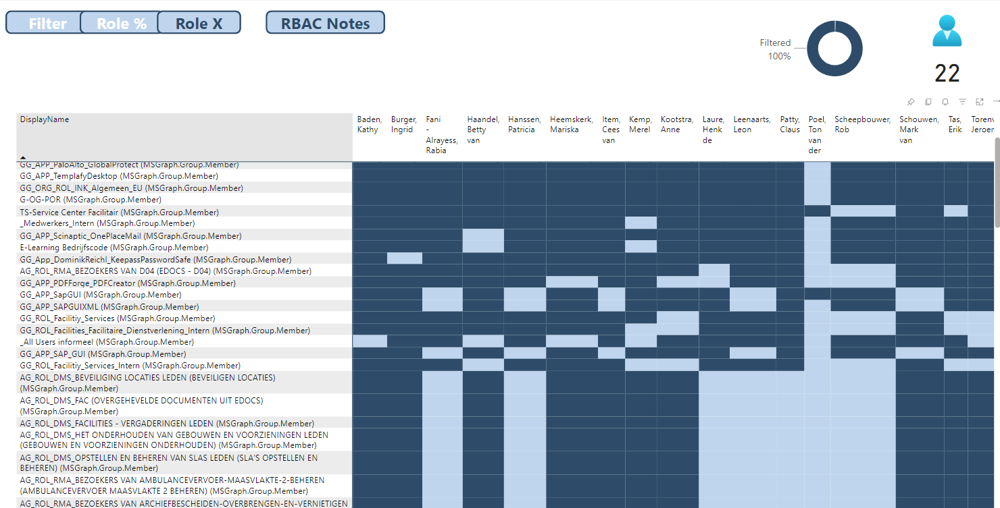 Filter
Role %
Role X
RBAC Notes
Filtered
100%
22
DisplayName
Baden,
Kathy
Burger,
Ingrid
Fani
-
Alrayess,
Rabia
Haandel,
Betty
van
Hanssen,
Patricia
Heemskerk,
Mariska
Item,
Cees
van
Kemp,
Merel
Kootstra,
Anne
Laure,
Henk
de
Leenaarts,
Leon
Patty,
Claus
Poel,
Ton
van
der
Scheepbouwer,
Rob
Schouwen,
Mark
van
Tas,
Erik
Torenv
Jeroen
GG_APP_PaloAlto_GlobalProtect (MSGraph.Group.Member)
GG_APP_TemplafyDesktop (MSGraph.Group.Member)
GG_ORG_ROL_INK_Algemeen_EU (MSGraph.Group.Member)
G-OG-POR (MSGraph.Group.Member)
TS-Service Center Facilitair (MSGraph.Group.Member)
_Medwerkers_Intern (MSGraph.Group.Member)
GG_APP_Scinaptic_OnePlaceMail (MSGraph.Group.Member)
E-Learning Bedrijfscode (MSGraph.Group.Member)
GG_App_DominikReichl_KeepassPasswordSafe (MSGraph.Group.Member)
AG_ROL_RMA_BEZOEKERS VAN D04 (EDOCS - D04) (MSGraph.Group.Member)
GG_APP_PDFForge_PDFCreator (MSGraph.Group.Member)
GG_APP_SapGUI (MSGraph.Group.Member)
GG_APP_SAPGUIXML (MSGraph.Group.Member)
GG_ROL_Facilitiy_Services (MSGraph.Group.Member)
GG_ROL_Facilities_Facilitaire_Dienstverlening_Intern (MSGraph.Group.Member)
_All Users informeel (MSGraph.Group.Member)
GG_APP_SAP_GUI (MSGraph.Group.Member)
GG_ROL_Facilitiy_Services_Intern (MSGraph.Group.Member)
AG_ROL_DMS_BEVEILIGING LOCATIES LEDEN (BEVEILIGEN LOCATIES)
(MSGraph.Group.Member)
AG_ROL_DMS_FAC (OVERGEHEVELDE DOCUMENTEN UIT EDOCS)
(MSGraph.Group.Member)
AG_ROL_DMS_FACILITIES - VERGADERINGEN LEDEN (MSGraph.Group.Member)
AG_ROL_DMS_HET ONDERHOUDEN VAN GEBOUWEN EN VOORZIENINGEN LEDEN
(GEBOUWEN EN VOORZIENINGEN ONDERHOUDEN) (MSGraph.Group.Member)
AG_ROL_DMS_OPSTELLEN EN BEHEREN VAN SLAS LEDEN (SLA'S OPSTELLEN EN
BEHEREN) (MSGraph.Group.Member)
AG_ROL_RMA_BEZOEKERS VAN AMBULANCEVERVOER-MAASVLAKTE-2-BEHEREN
(AMBULANCEVERVOER MAASVLAKTE 2 BEHEREN) (MSGraph.Group.Member)
AG_ROL_RMA_BEZOEKERS VAN ARCHIEFBESCHEIDEN-OVERBRENGEN-EN-VERNIETIGEN